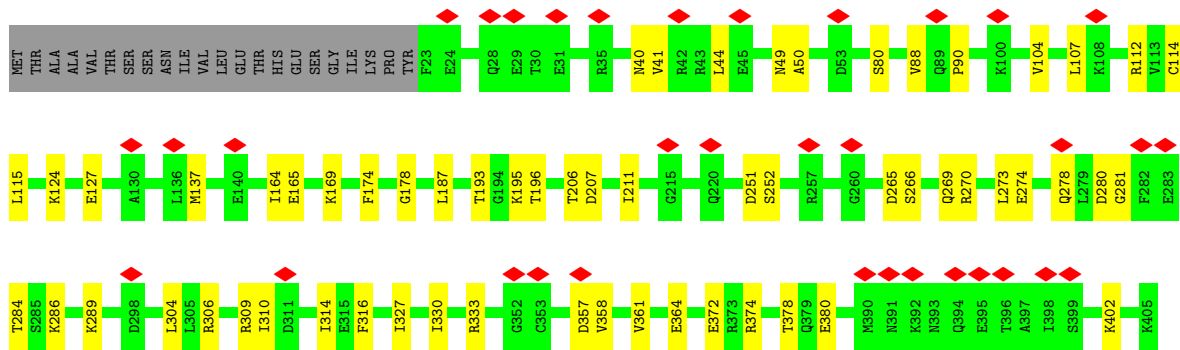 MET THR ALA ALA VAL THR SER SER ASN ILE VAL LEU GLU THR HIS GLU SER GLY ILE LYS PRO TYR F23 E24 Q28 E29 T30 E31 R35 N40 V41 R42 R43 L44 E45 N49 A50 D53 S80 V88 Q89 P90 K100 V104 L107 K108 R112 V113 C114
L115 K124 E127 A130 L136 M137 E140 I164 E165 K169 F174 G178 L187 T193 G194 K195 T196 T206 D207 I211 G215 Q220 D251 S252 R257 G260 D265 S266 Q269 R270 L273 E274 Q278 L279 D280 G281 F282 E283
T284 S285 K286 K289 D298 L304 L305 R306 R309 I310 D311 I314 E315 F316 I327 I330 R333 G352 C353 D357 V358 V361 E364 E372 R373 R374 T378 Q379 E380 M390 N391 K392 N393 Q394 E395 T396 A397 I398 S399 K402 K405